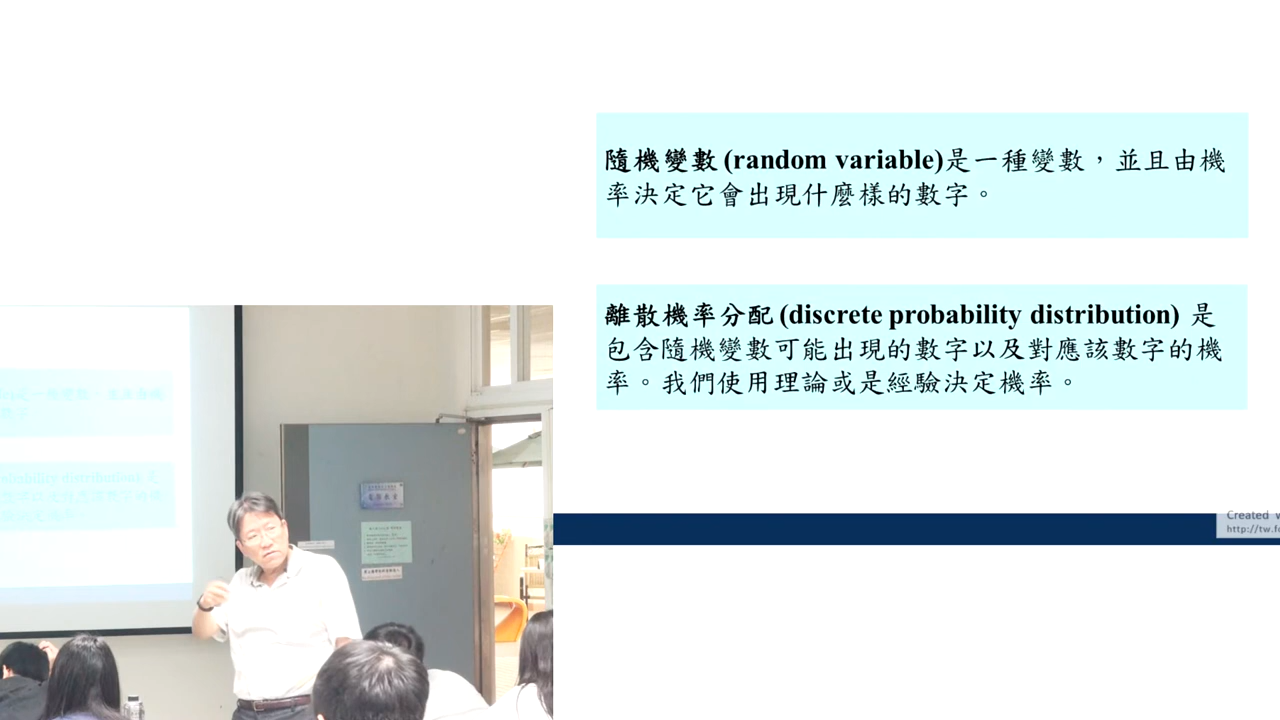 隨機變數 (random variable)是一種變數，並且由機
率決定它會出現什麼樣的數字。
離散機率分配 (discrete probability distribution) 是
包含隨機變數可能出現的數字以及對應該數字的機
率。我們使用理論或是經驗決定機率。
Created
http://tw.fo